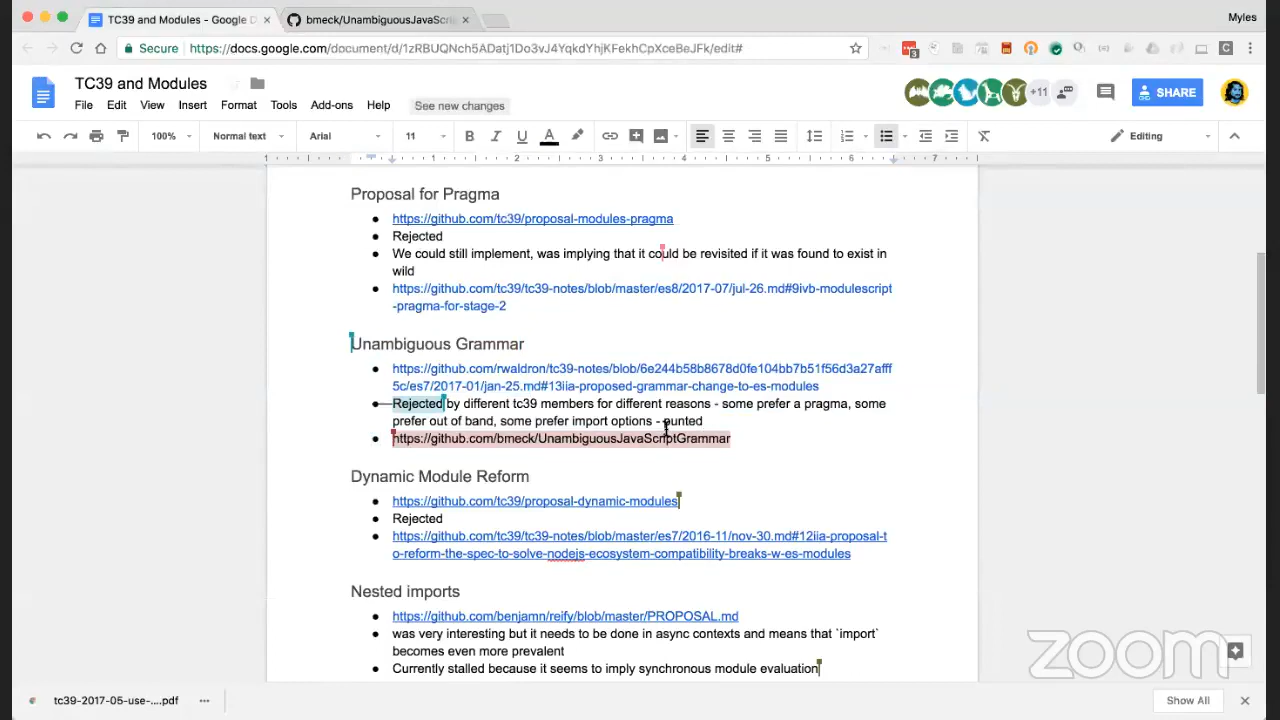 TC39 and Modules - Google D
bmeck/UnambiguousJavaScri
Myles
Secure
https://docs.google.com/document/d/1zRBUQNch5ADatj1Do3vJ4YqkdYhjKFekhCpXceBeJFk/edit#
3
C
TC39 and Modules
File Edit View Insert Format Tools Add-ons Help
See new changes
+11
SHARE
100% Normal text Arial 11
Editing
1 1 2 3 4 5 6 7
Proposal for Pragma
https://github.com/tc39/proposal-modules-pragma
Rejected
We could still implement, was implying that it could be revisited if it was found to exist in
wild
https://github.com/tc39/tc39-notes/blob/master/es8/2017-07/jul-26.md#9ivb-modulescript
-pragma-for-stage-2
Unambiguous Grammar
https://github.com/rwaldron/tc39-notes/blob/6e244b58b8678d0fe104bb7b51f56d3a27afff
5c/es7/2017-01/jan-25.md#13iia-proposed-grammar-change-to-es-modules
Rejected by different tc39 members for different reasons - some prefer a pragma, some
prefer out of band, some prefer import options - punted
https://github.com/bmeck/UnambiguousJavaScriptGrammar
Dynamic Module Reform
https://github.com/tc39/proposal-dynamic-modules
Rejected
https://github.com/tc39/tc39-notes/blob/master/es7/2016-11/nov-30.md#12iia-proposal-t
o-reform-the-spec-to-solve-nodejs-ecosystem-compatibility-breaks-w-es-modules
Nested imports
https://github.com/benjamn/reify/blob/master/PROPOSAL.md
was very interesting but it needs to be done in async contexts and means that `import`
becomes even more prevalent
Currently stalled because it seems to imply synchronous module evaluation
zoom
tc39-2017-05-use-....pdf
Show All